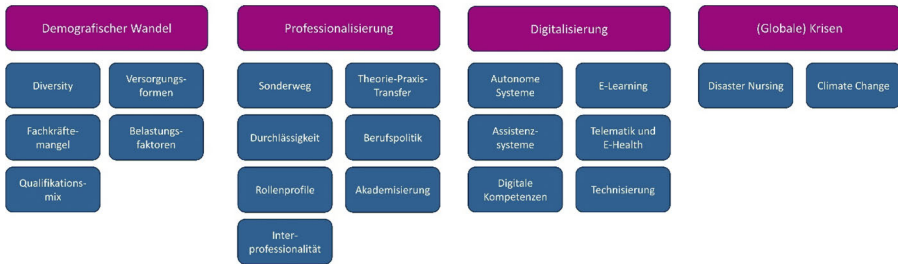 Demografischer Wandel
Diversity
Versorgungs-
formen
Fachkräfte-
mangel
Belastungs-
faktoren
Qualifikations-
mix
Professionalisierung
Sonderweg
Theorie-Praxis-
Transfer
Durchlässigkeit
Berufspolitik
Rollenprofile
Akademisierung
Inter-
professionalität
Digitalisierung
Autonome
Systeme
E-Learning
Assistenz-
systeme
Telematik und
E-Health
Digitale
Kompetenzen
Technisierung
(Globale) Krisen
Disaster Nursing
Climate Change